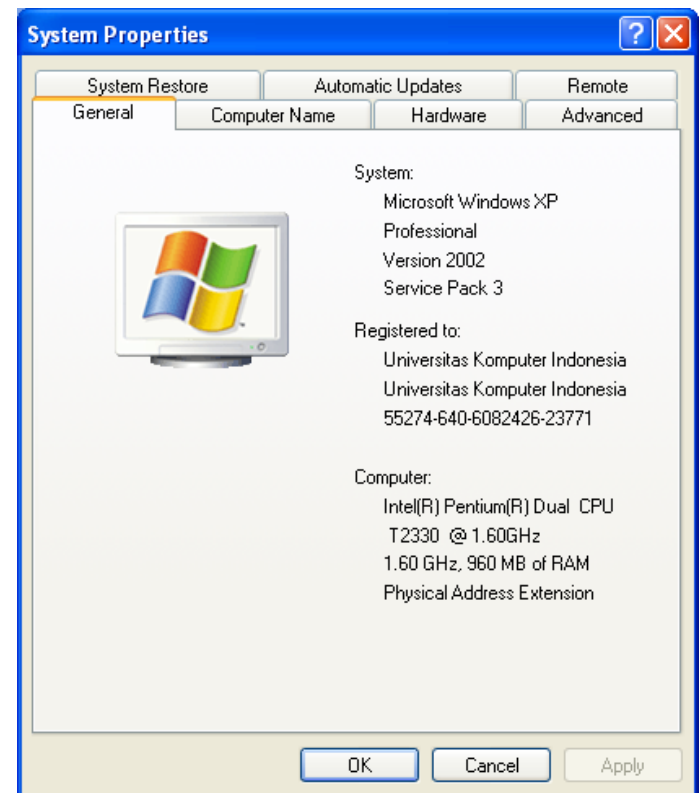 System Properties
System Restore
Automatic Updates
Remote
General
Computer Name
Hardware
Advanced
System:
Microsoft Windows XP
Professional
Version 2002
Service Pack 3
Registered to:
Universitas Komputer Indonesia
Universitas Komputer Indonesia
55274-640-6082426-23771
Computer:
Intel(R) Pentium(R) Dual CPU
T2330 @ 1.60GHz
1.60 GHz, 960 MB of RAM
Physical Address Extension
OK
Cancel
Apply